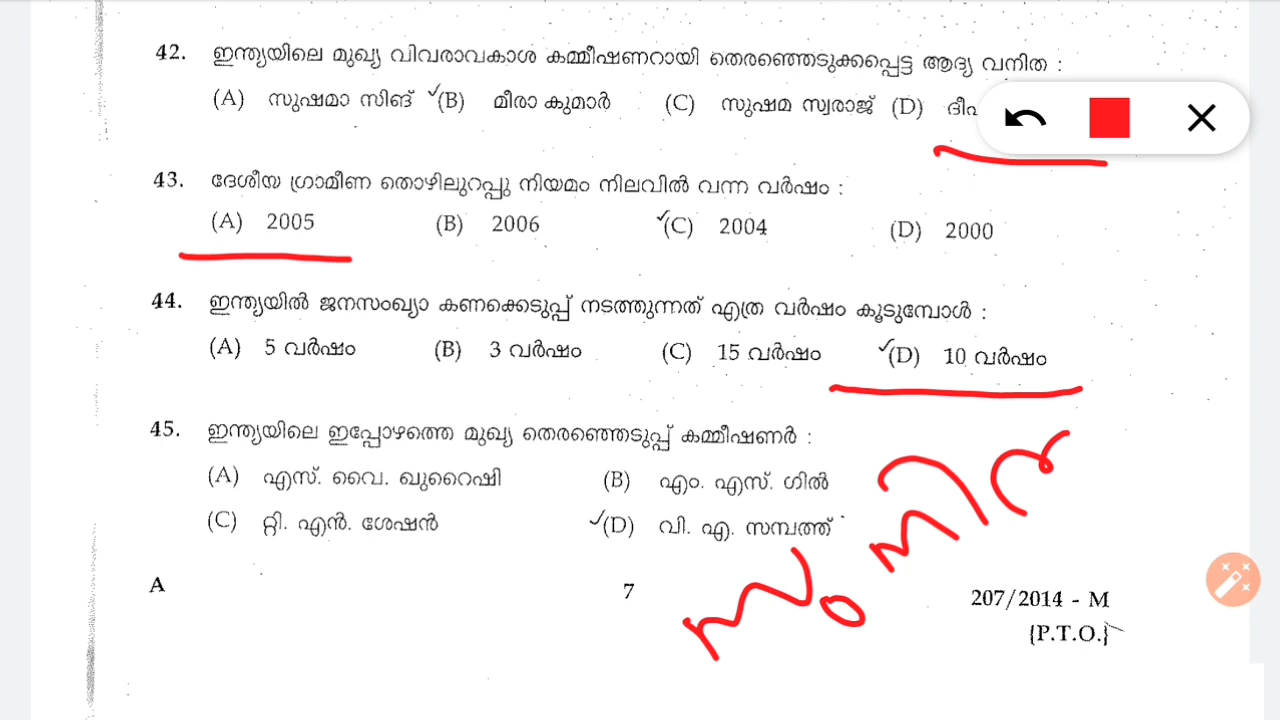 42. ഇന്ത്യയിലെ മുഖ്യ വിവരാവകാശ കമ്മീഷണറായി തെരഞ്ഞെടുക്കപ്പെട്ട ആദ്യ വനിത :
(A) സുഷമാ സിങ് (B) മീരാ കുമാർ (C) സുഷമ സ്വരാജ് (D)
43. ദേശീയ ഗ്രാമീണ തൊഴിലുറപ്പു നിയമം നിലവിൽ വന്ന വർഷം :
(A) 2005 (B) 2006 (C) 2004 (D) 2000
44. ഇന്ത്യയിൽ ജനസംഖ്യാ കണക്കെടുപ്പ് നടത്തുന്നത് എത്ര വർഷം കൂടുമ്പോൾ :
(A) 5 വർഷം (B) 3 വർഷം (C) 15 വർഷം (D) 10 വർഷം
45. ഇന്ത്യയിലെ ഇപ്പോഴത്തെ മുഖ്യ തെരഞ്ഞെടുപ്പ് കമ്മീഷണർ :
(A) എസ്. വൈ. ഖുറൈഷി (B) എം. എസ്. ഗിൽ
(C) റ്റി. എൻ. ശേഷൻ (D) വി. എ. സമ്പത്ത്
A 7 207/2014 - M
{P.T.O.}